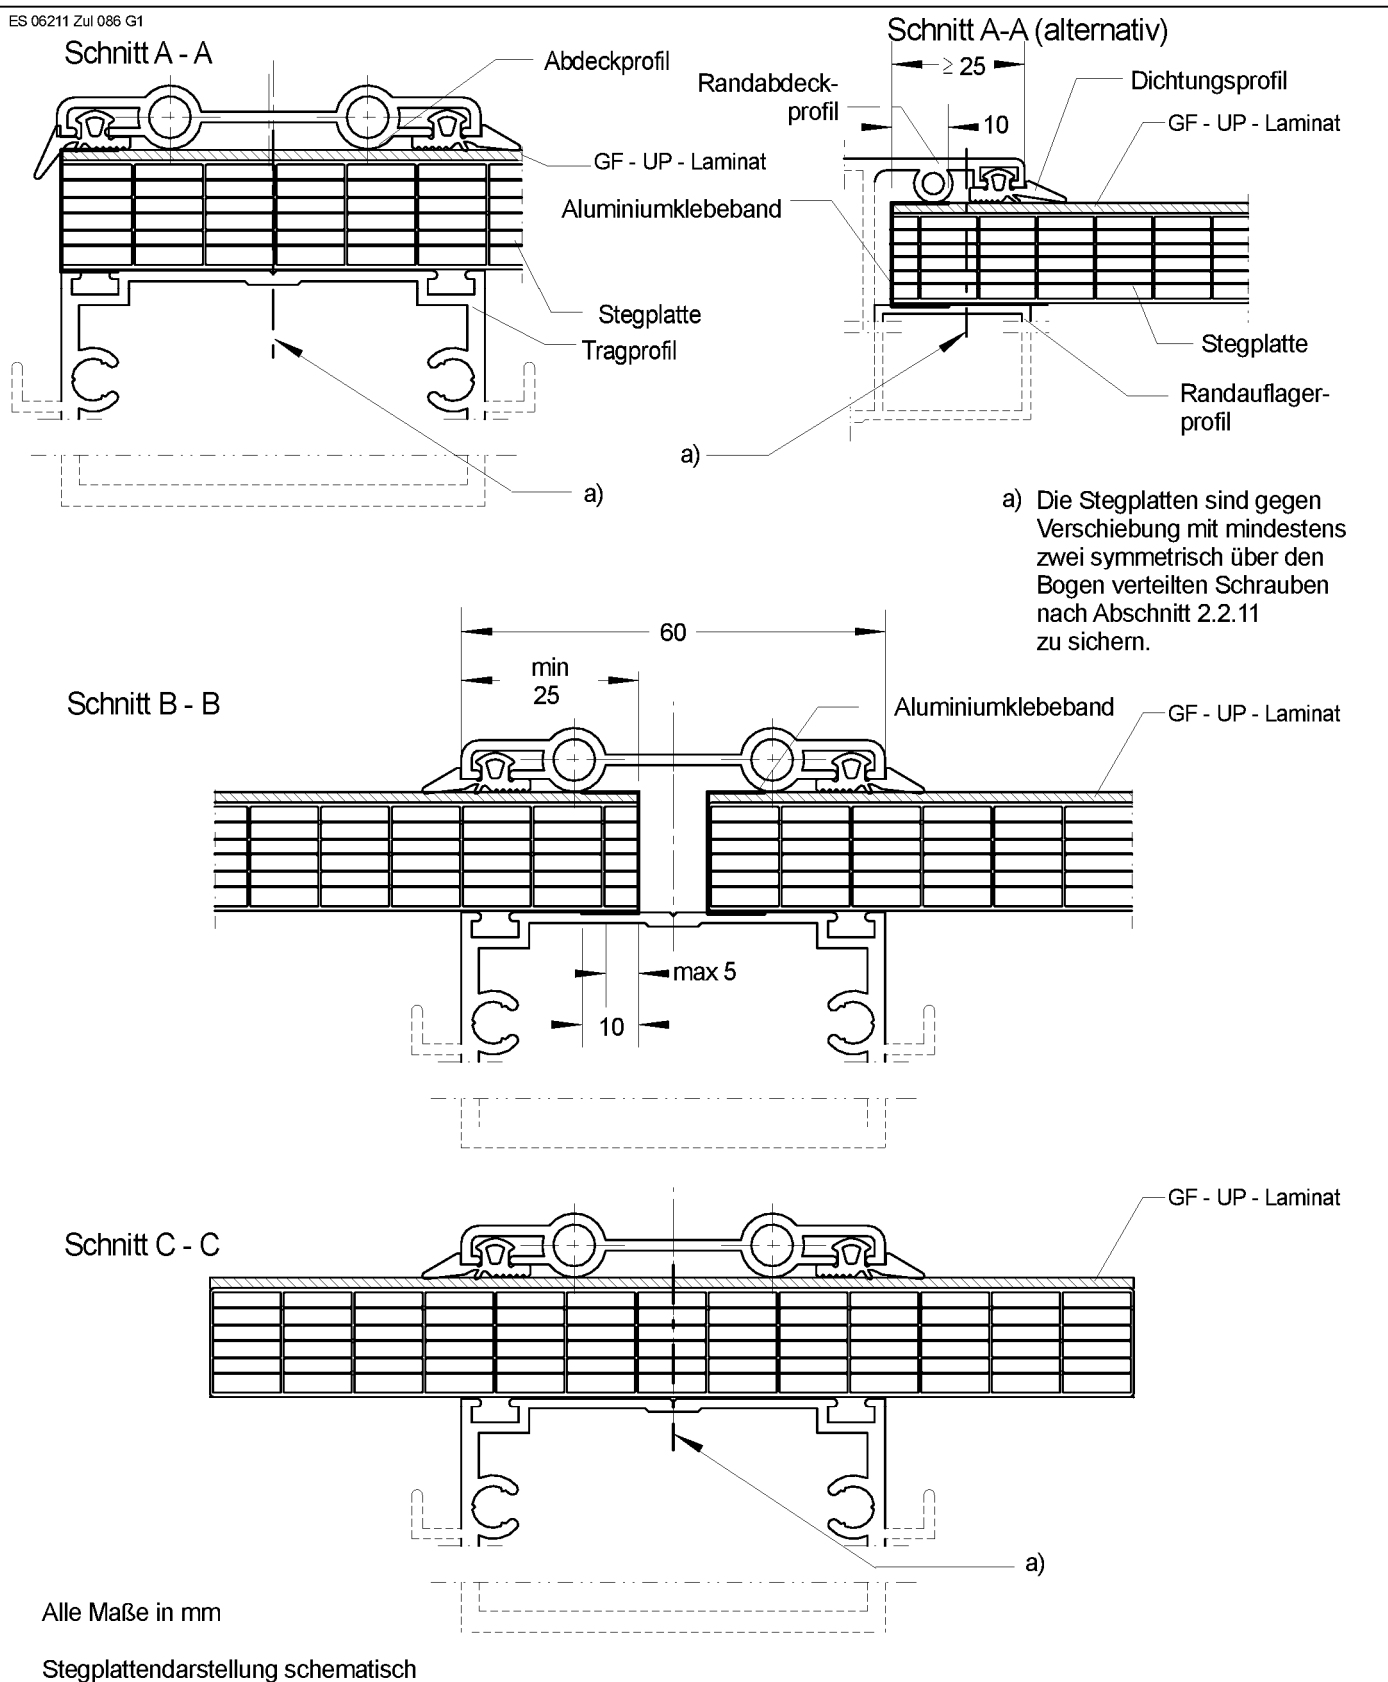 ES 06211 Zul 086 G1
Schnitt A - A
Abdeckprofil
GF - UP - Laminat
Aluminiumklebeband
Stegplatte
Tragprofil
a)
Schnitt A-A (alternativ)
≥ 25
Randabdeck-
profil
10
Dichtungsprofil
GF - UP - Laminat
Stegplatte
Randauflager-
profil
a)
a) Die Stegplatten sind gegen
Verschiebung mit mindestens
zwei symmetrisch über den
Bogen verteilten Schrauben
nach Abschnitt 2.2.11
zu sichern.
Schnitt B - B
60
min
25
Aluminiumklebeband
GF - UP - Laminat
max 5
10
Schnitt C - C
GF - UP - Laminat
a)
Alle Maße in mm
Stegplattendarstellung schematisch